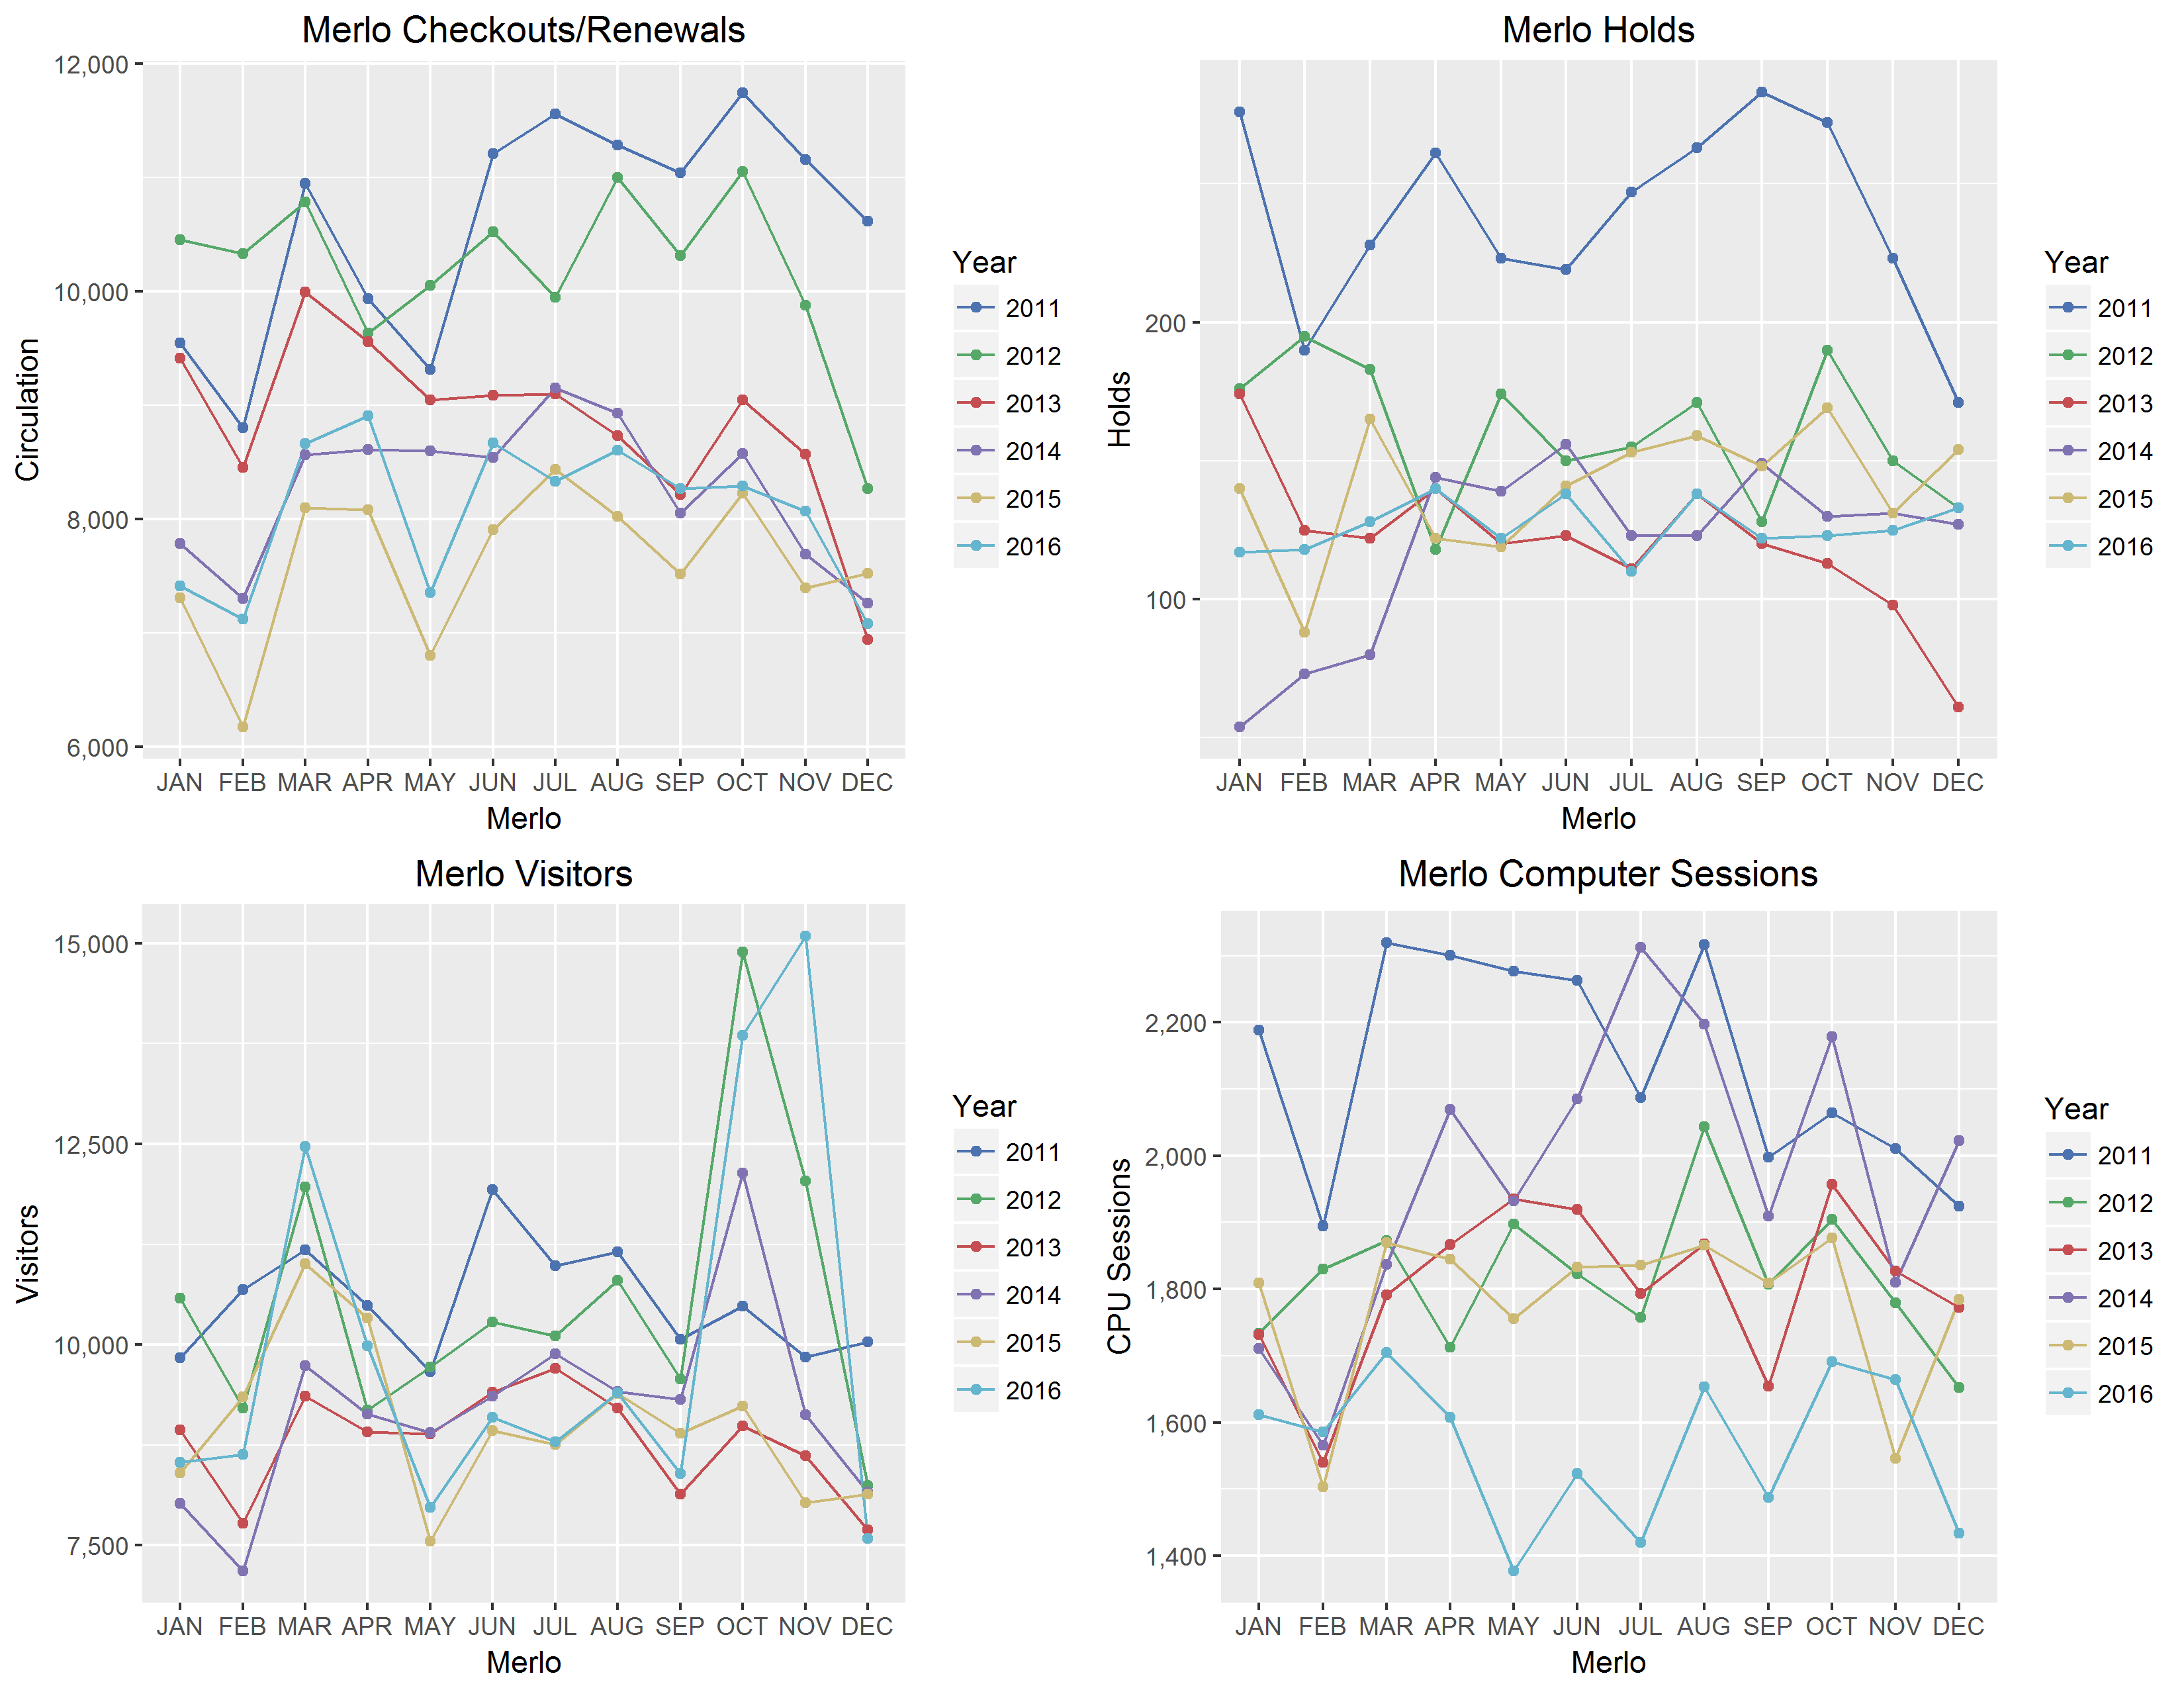 Merlo Checkouts/Renewals
12,000
10,000
8,000
6,000
Circulation
JAN FEB MAR APR MAY JUN JUL AUG SEP OCT NOV DEC
Merlo
Year
2011
2012
2013
2014
2015
2016
Merlo Holds
200
100
Holds
JAN FEB MAR APR MAY JUN JUL AUG SEP OCT NOV DEC
Merlo
Year
2011
2012
2013
2014
2015
2016
Merlo Visitors
15,000
12,500
10,000
7,500
Visitors
JAN FEB MAR APR MAY JUN JUL AUG SEP OCT NOV DEC
Merlo
Year
2011
2012
2013
2014
2015
2016
Merlo Computer Sessions
2,200
2,000
1,800
1,600
1,400
CPU Sessions
JAN FEB MAR APR MAY JUN JUL AUG SEP OCT NOV DEC
Merlo
Year
2011
2012
2013
2014
2015
2016